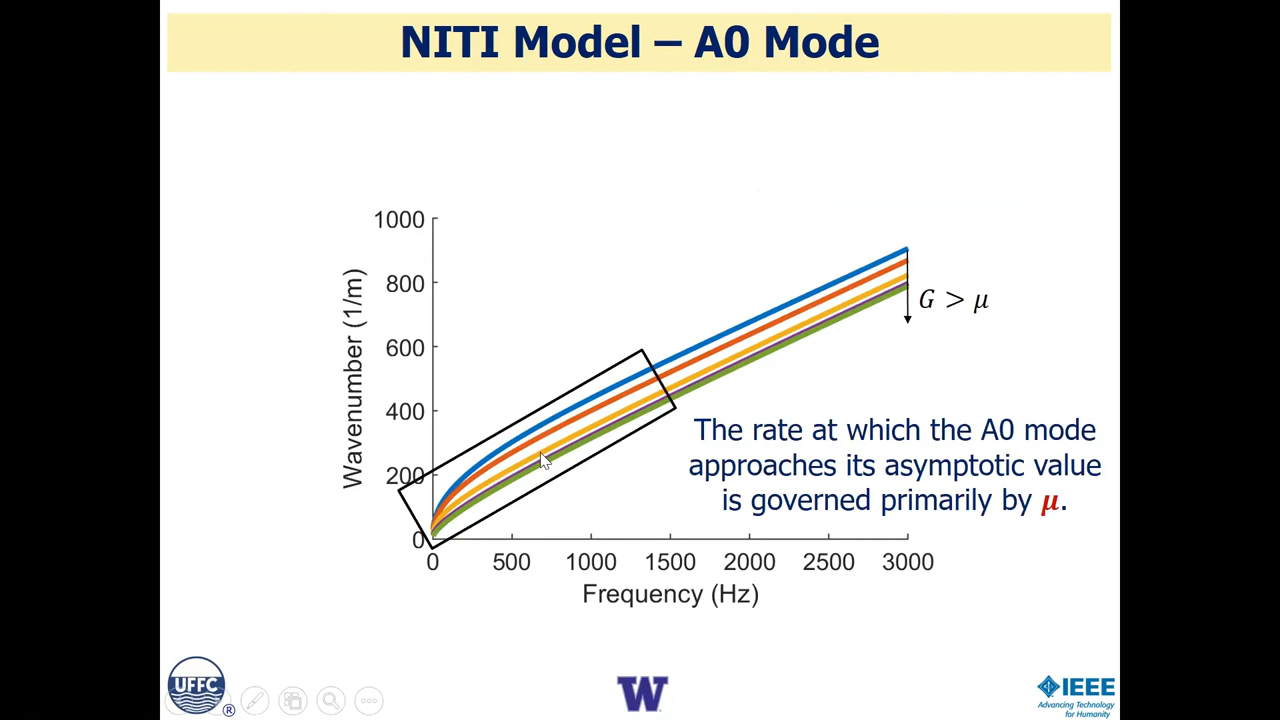 NITI Model – A0 Mode
1000
800
600
400
200
0
Wavenumber (1/m)
G > μ
The rate at which the A0 mode
approaches its asymptotic value
is governed primarily by μ.
0 500 1000 1500 2000 2500 3000
Frequency (Hz)
UFFC
®
W
IEEE
Advancing Technology
for Humanity